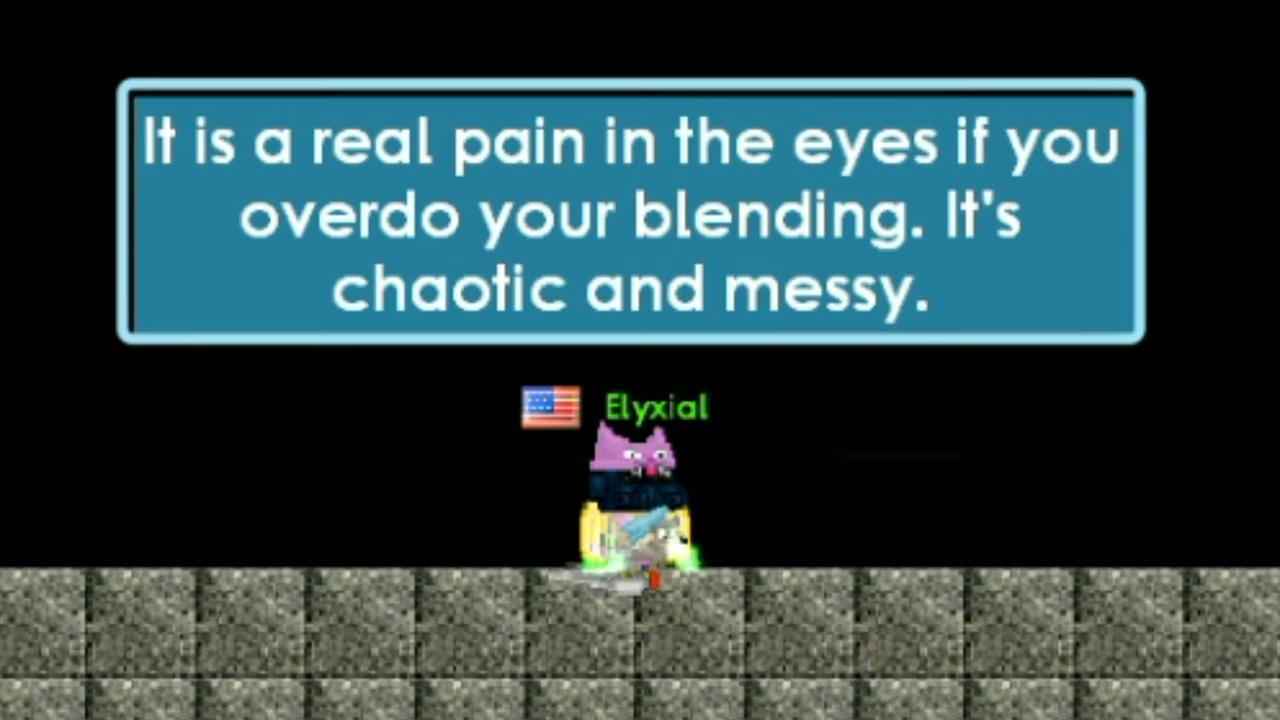 It is a real pain in the eyes if you
overdo your blending. It's
chaotic and messy.
Elyxial